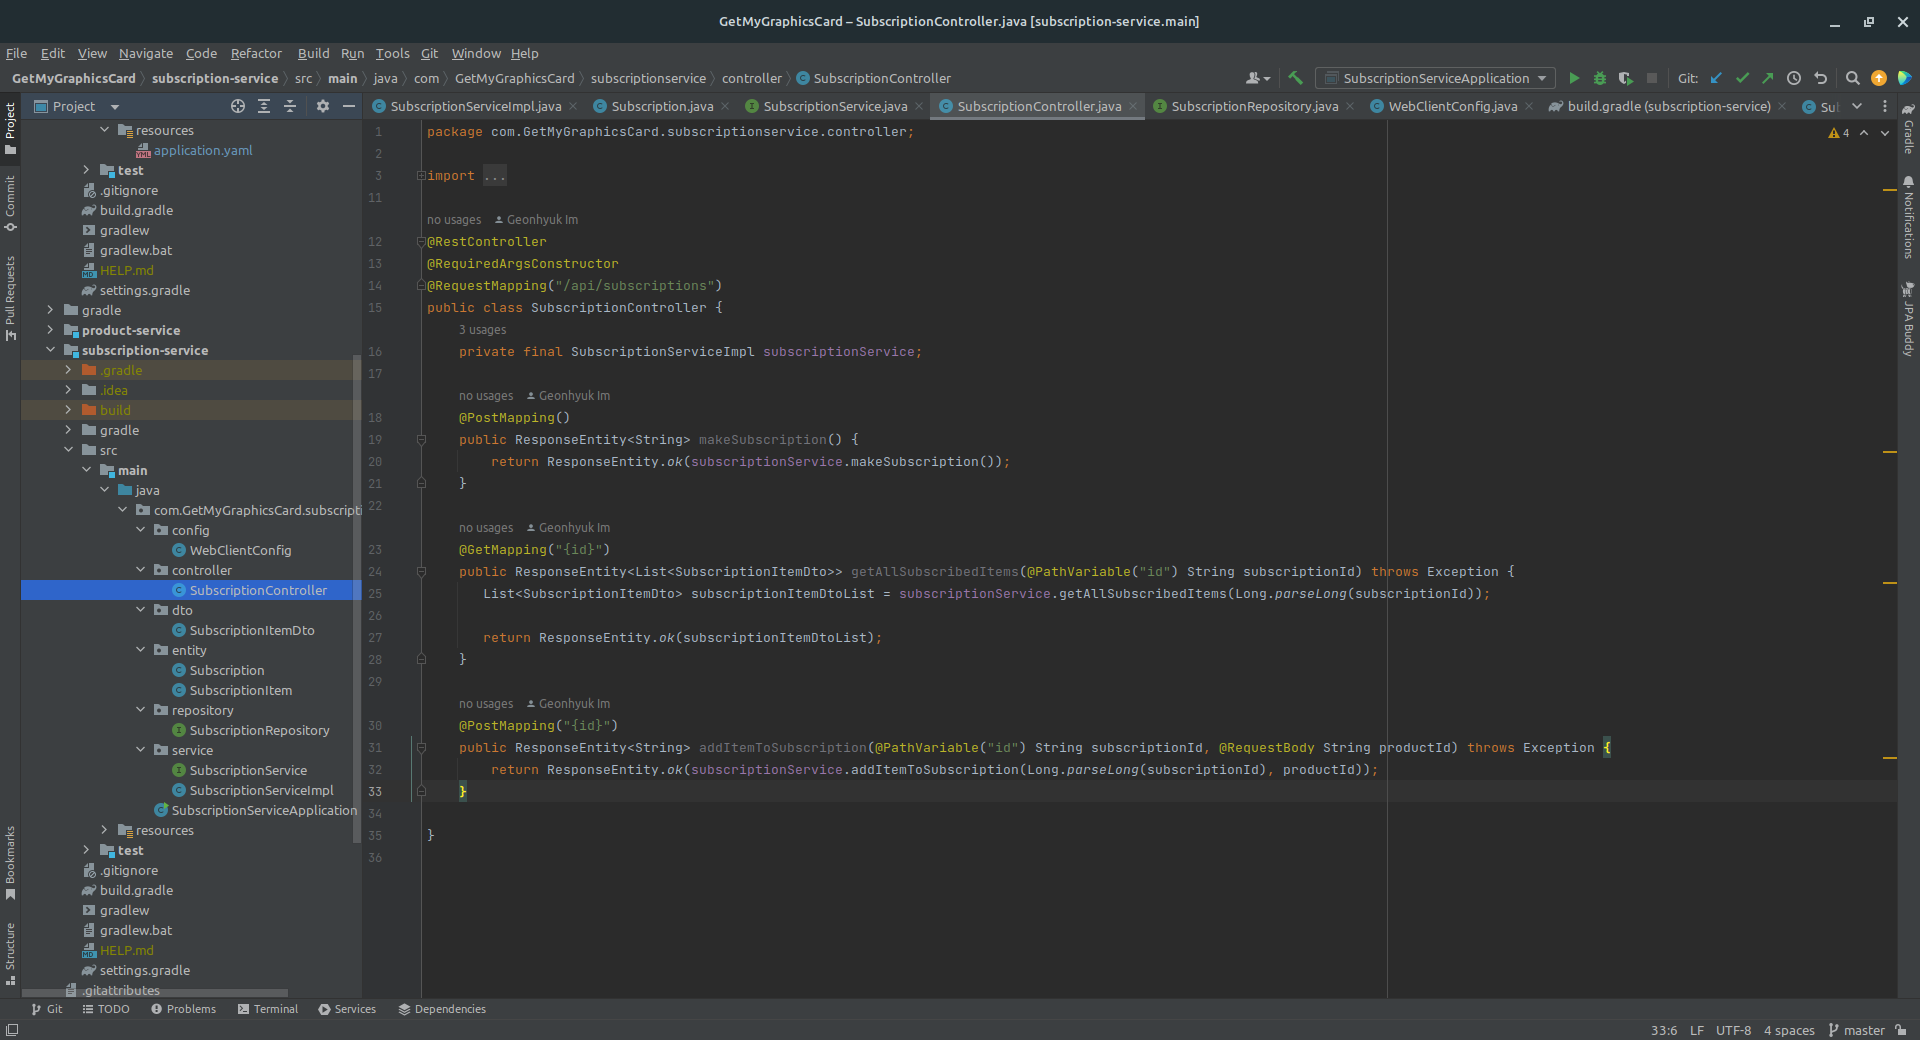 GetMyGraphicsCard – SubscriptionController.java [subscription-service.main]
File Edit View Navigate Code Refactor Build Run Tools Git Window Help
GetMyGraphicsCard subscription-service src main java com GetMyGraphicsCard subscriptionservice controller SubscriptionController
SubscriptionServiceApplication
Git:
Project
SubscriptionServiceImpl.java Subscription.java SubscriptionService.java SubscriptionController.java SubscriptionRepository.java WebClientConfig.java build.gradle (subscription-service) Su
Project
Commit
Pull Requests
Bookmarks
Structure
resources
application.yaml
test
.gitignore
build.gradle
gradlew
gradlew.bat
HELP.md
settings.gradle
gradle
product-service
subscription-service
.gradle
.idea
build
gradle
src
main
java
com.GetMyGraphicsCard.subscripti
config
WebClientConfig
controller
SubscriptionController
dto
SubscriptionItemDto
entity
Subscription
SubscriptionItem
repository
SubscriptionRepository
service
SubscriptionService
SubscriptionServiceImpl
SubscriptionServiceApplication
resources
test
.gitignore
build.gradle
gradlew
gradlew.bat
HELP.md
settings.gradle
.gitattributes
1 package com.GetMyGraphicsCard.subscriptionservice.controller;
2
3 import ...
11
no usages Geonhyuk Im
12 @RestController
13 @RequiredArgsConstructor
14 @RequestMapping("/api/subscriptions")
15 public class SubscriptionController {
3 usages
16 private final SubscriptionServiceImpl subscriptionService;
17
no usages Geonhyuk Im
18 @PostMapping()
19 public ResponseEntity<String> makeSubscription() {
20 return ResponseEntity.ok(subscriptionService.makeSubscription());
21 }
22
no usages Geonhyuk Im
23 @GetMapping("{id}")
24 public ResponseEntity<List<SubscriptionItemDto>> getAllSubscribedItems(@PathVariable("id") String subscriptionId) throws Exception {
25 List<SubscriptionItemDto> subscriptionItemDtoList = subscriptionService.getAllSubscribedItems(Long.parseLong(subscriptionId));
26
27 return ResponseEntity.ok(subscriptionItemDtoList);
28 }
29
no usages Geonhyuk Im
30 @PostMapping("{id}")
31 public ResponseEntity<String> addItemToSubscription(@PathVariable("id") String subscriptionId, @RequestBody String productId) throws Exception {
32 return ResponseEntity.ok(subscriptionService.addItemToSubscription(Long.parseLong(subscriptionId), productId));
33 }
34
35 }
36
4
Gradle
Notifications
JPA Buddy
Git TODO Problems Terminal Services Dependencies
33:6 LF UTF-8 4 spaces master